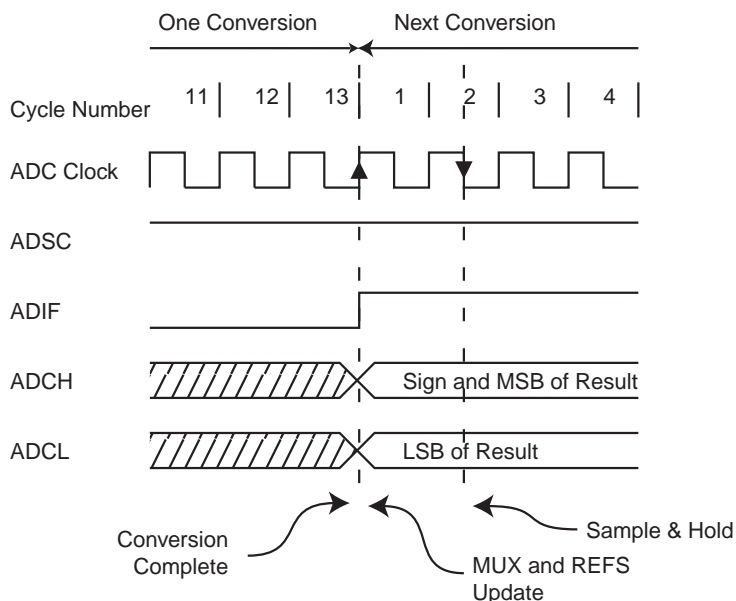 One Conversion Next Conversion
Cycle Number 11 12 13 1 2 3 4
ADC Clock
ADSC
ADIF
ADCH Sign and MSB of Result
ADCL LSB of Result
Conversion
Complete
MUX and REFS
Update
Sample & Hold